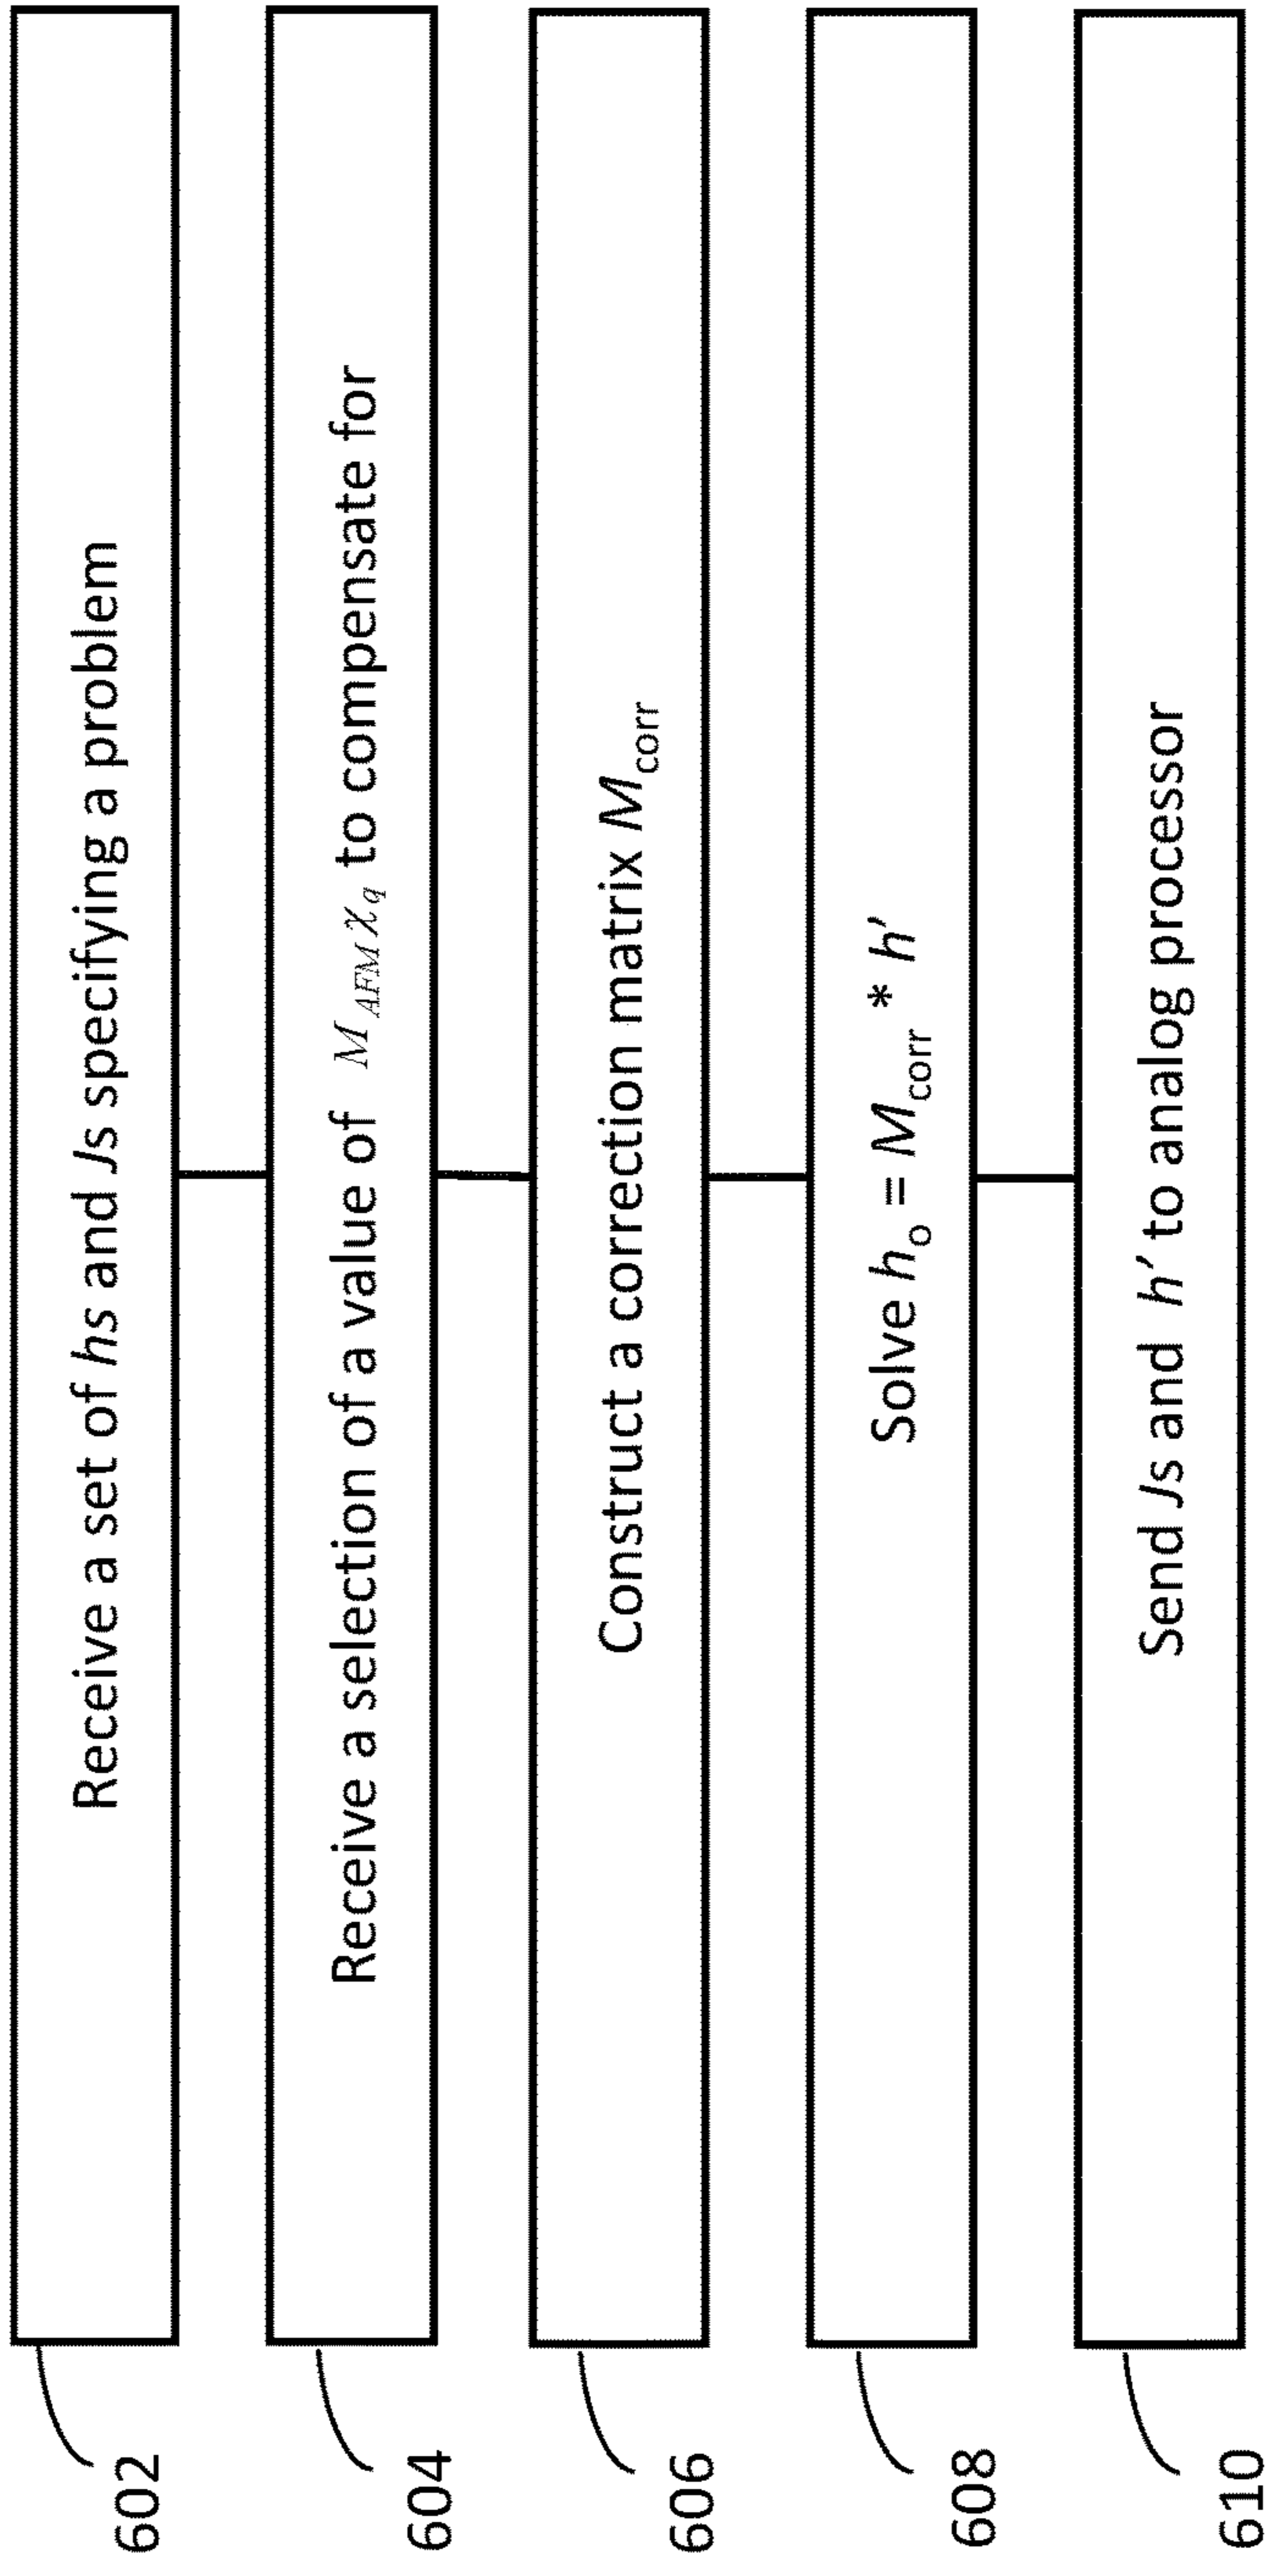 602 Receive a set of hs and Js specifying a problem
604 Receive a selection of a value of M_AFM χ_q to compensate for
606 Construct a correction matrix M_corr
608 Solve h_o = M_corr * h′
610 Send Js and h′ to analog processor